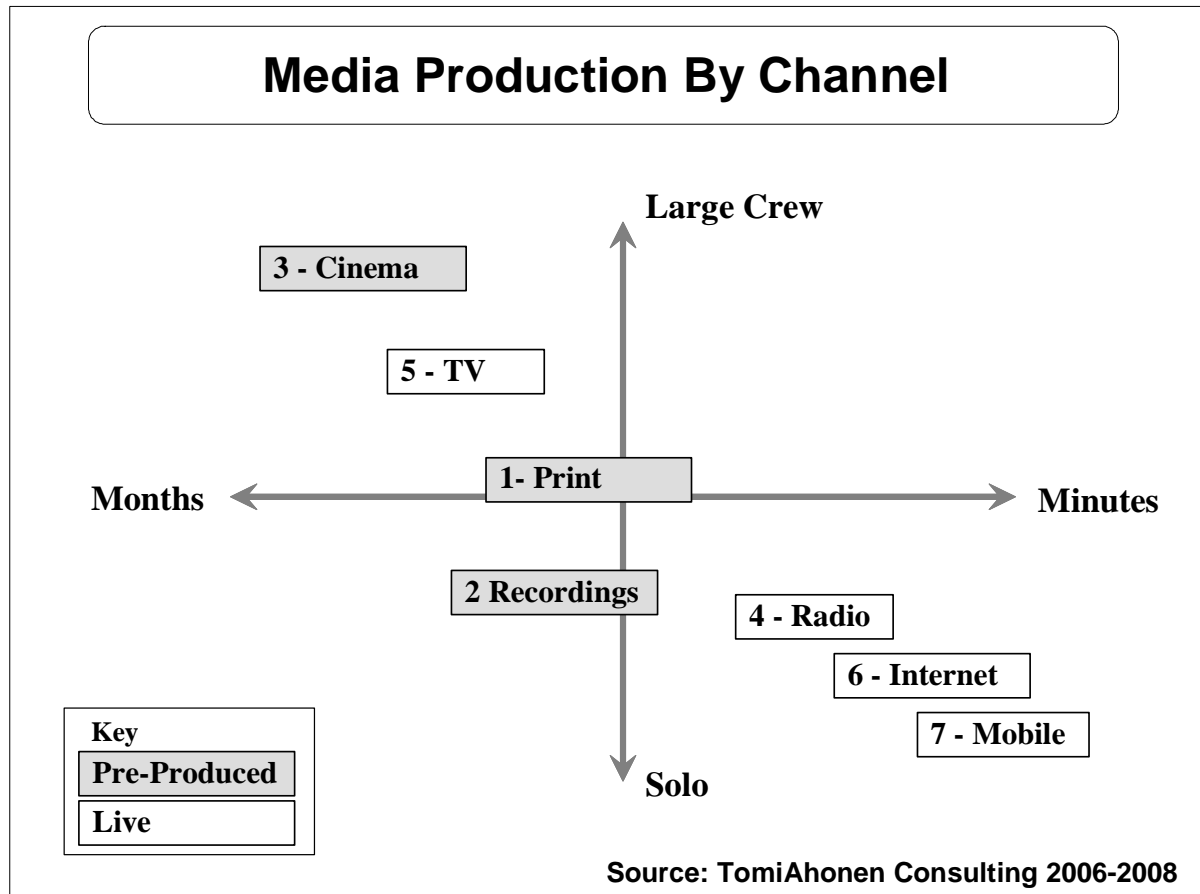 Media Production By Channel
Large Crew
3 - Cinema
5 - TV
1- Print
Months
Minutes
2 Recordings
4 - Radio
6 - Internet
7 - Mobile
Solo
Key
Pre-Produced
Live
Source: TomiAhonen Consulting 2006-2008